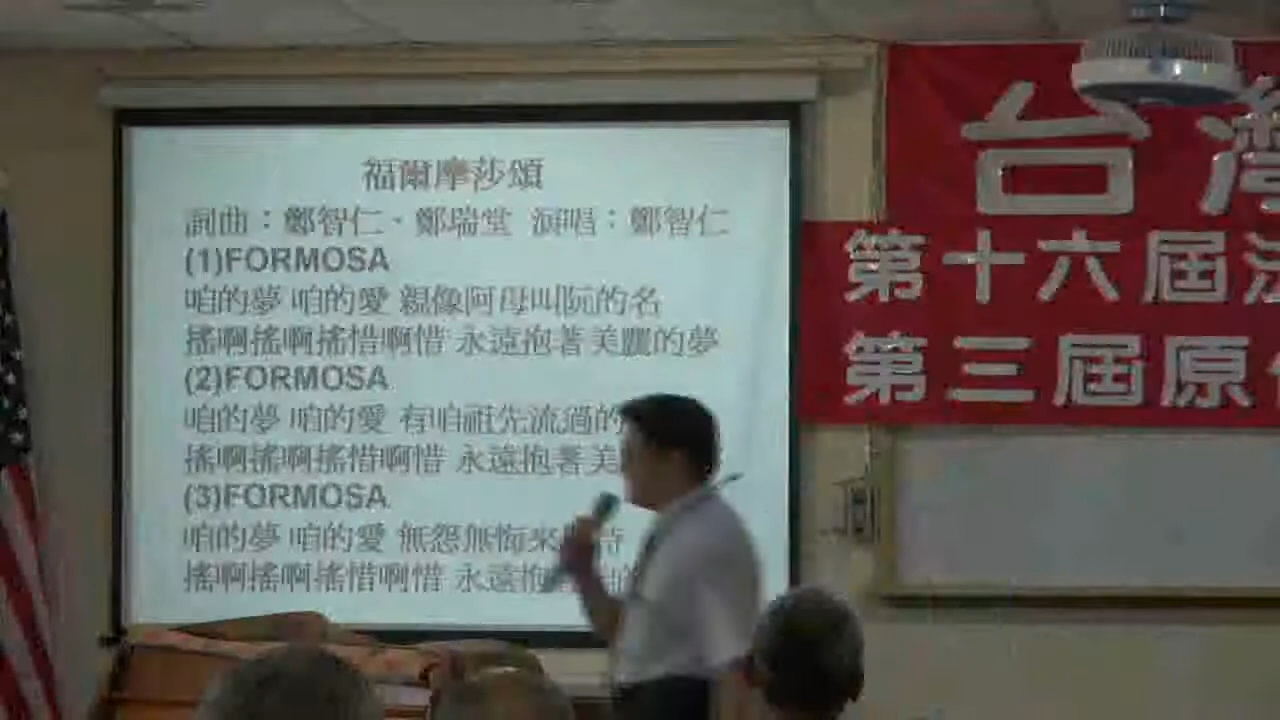 福爾摩莎頌
詞曲：鄭智仁、鄭瑞堂 演唱：鄭智仁
(1)FORMOSA
咱的夢 咱的愛 親像阿母叫阮的名
搖啊搖啊搖惜啊惜 永遠抱著美麗的夢
(2)FORMOSA
咱的夢 咱的愛 有咱祖先流過的
搖啊搖啊搖惜啊惜 永遠抱著美
(3)FORMOSA
咱的夢 咱的愛 無怨無悔來 待
搖啊搖啊搖惜啊惜 永遠抱
台灣
第十六屆
第三屆原